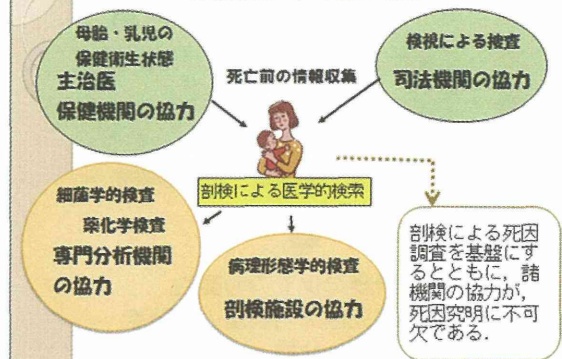 母胎・乳児の
保健衛生状態
主治医
保健機関の協力
死亡前の情報収集
検視による捜査
司法機関の協力
剖検による医学的検索
細菌学的検査
薬化学検査
専門分析機関
の協力
病理形態学的検査
剖検施設の協力
剖検による死因
調査を基盤にす
るとともに，諸
機関の協力が，
死因究明に不可
欠である．